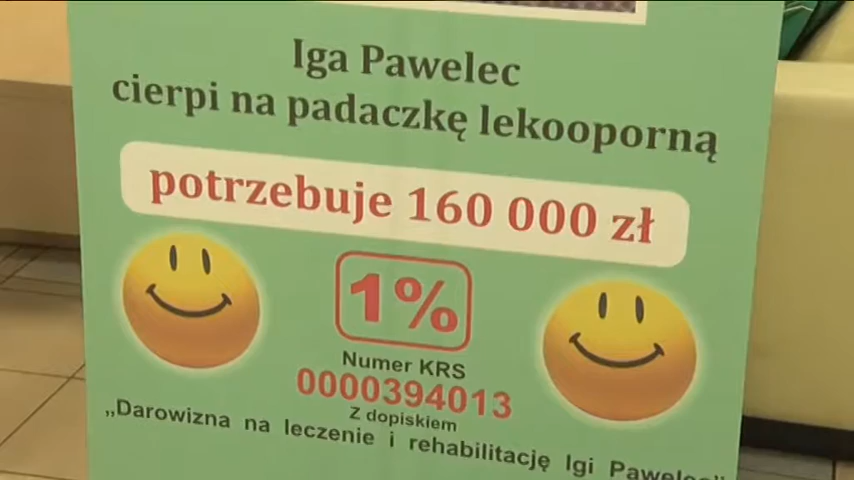 Iga Pawelec
cierpi na padaczkę lekooporną
potrzebuje 160 000 zł
1%
Numer KRS
0000394013
Z dopiskiem
„Darowizna na leczenie i rehabilitację Igi Pawelec"